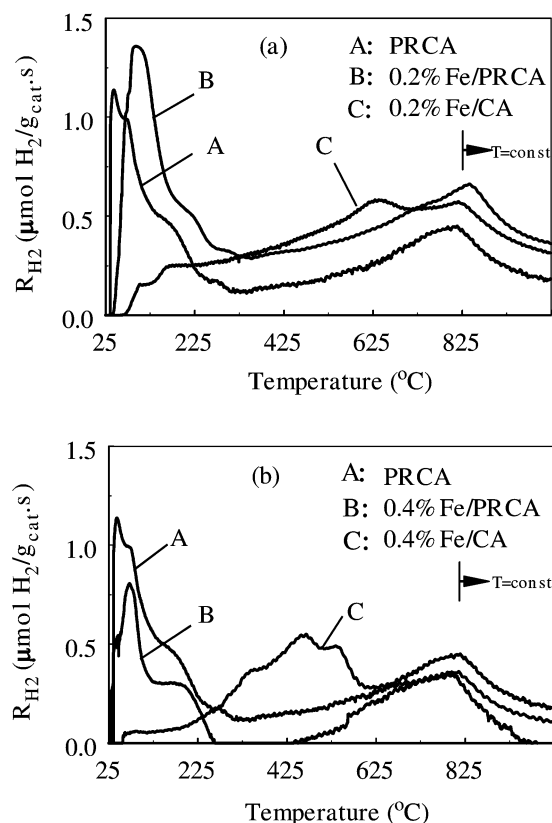 1.5
(a)
A: PRCA
B: 0.2% Fe/PRCA
C: 0.2% Fe/CA
B
1.0
A
C
T=const
0.5
0.0
25 225 425 625 825
R_H2 (μmol H2/gcat.s)
Temperature (°C)
1.5
(b)
A: PRCA
B: 0.4% Fe/PRCA
C: 0.4% Fe/CA
A
1.0
T=const
B
C
0.5
0.0
25 225 425 625 825
R_H2 (μmol H2/gcat.s)
Temperature (°C)